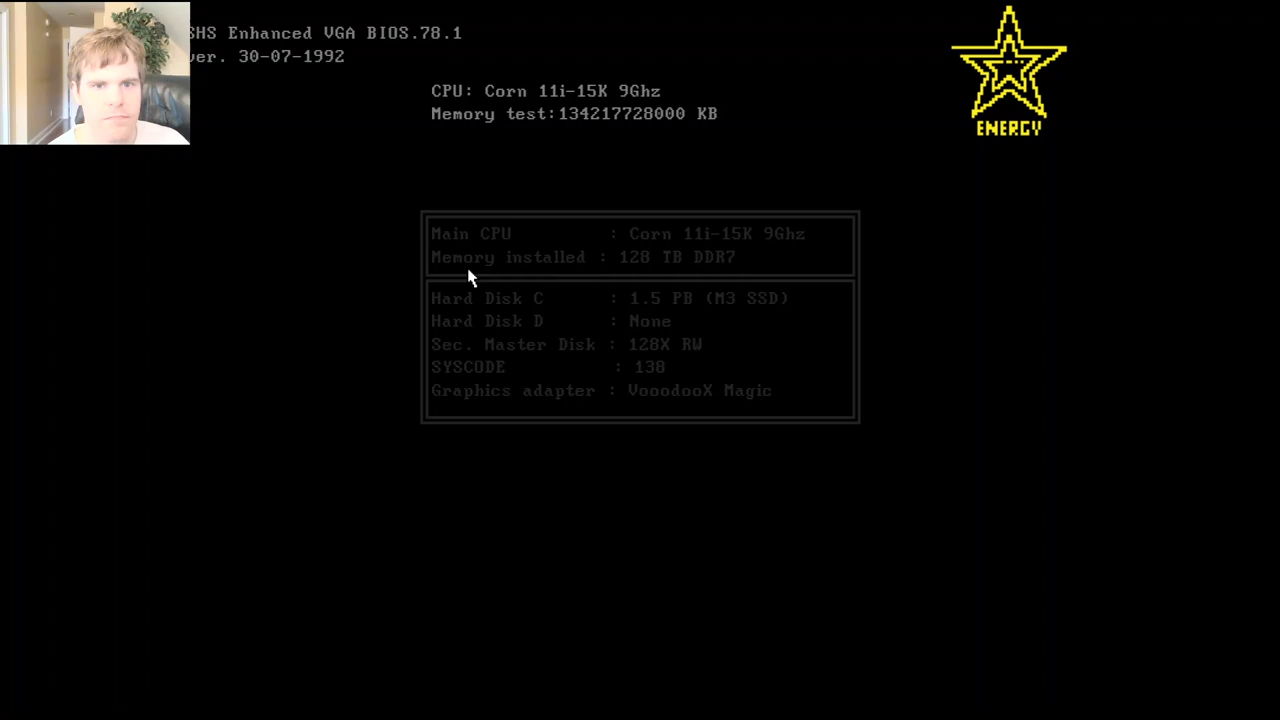 SHS Enhanced VGA BIOS.78.1
ver. 30-07-1992
CPU: Corn 11i-15K 9Ghz
Memory test:134217728000 KB
ENERGY
Main CPU : Corn 11i-15K 9Ghz
Memory installed : 128 TB DDR7
Hard Disk C : 1.5 PB (M3 SSD)
Hard Disk D : None
Sec. Master Disk : 128X RW
SYSCODE : 138
Graphics adapter : VooodooX Magic